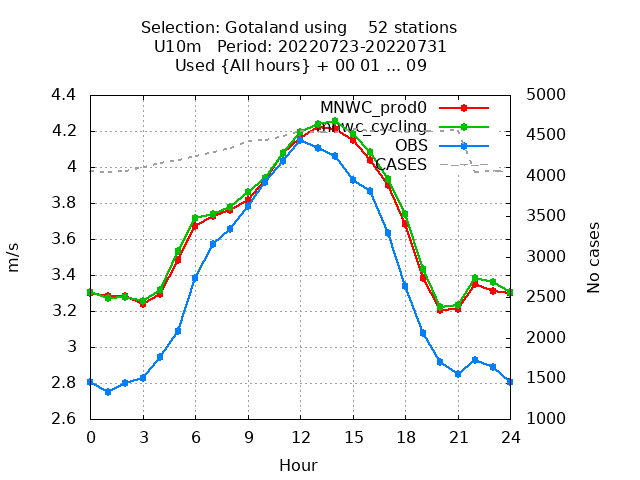 Selection: Gotaland using    52 stations
U10m   Period: 20220723-20220731
Used {All hours} + 00 01 ... 09
4.4
4.2
4
3.8
3.6
3.4
3.2
3
2.8
2.6
m/s
MNWC_prod0
mnwc_cycling
OBS
CASES
5000
4500
4000
3500
3000
2500
2000
1500
1000
No cases
0 3 6 9 12 15 18 21 24
Hour